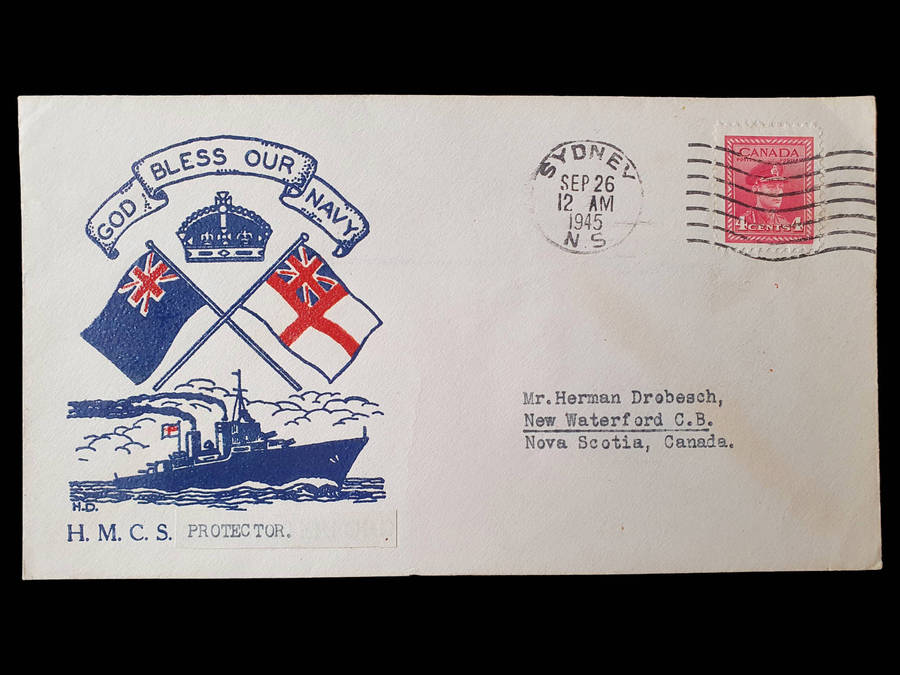 GOD BLESS OUR NAVY
H.D.
H. M. C. S. PROTECTOR.
SYDNEY
SEP 26
12 AM
1945
N S
CANADA
4 CENTS 4
Mr. Herman Drobesch,
New Waterford C.B.
Nova Scotia, Canada.